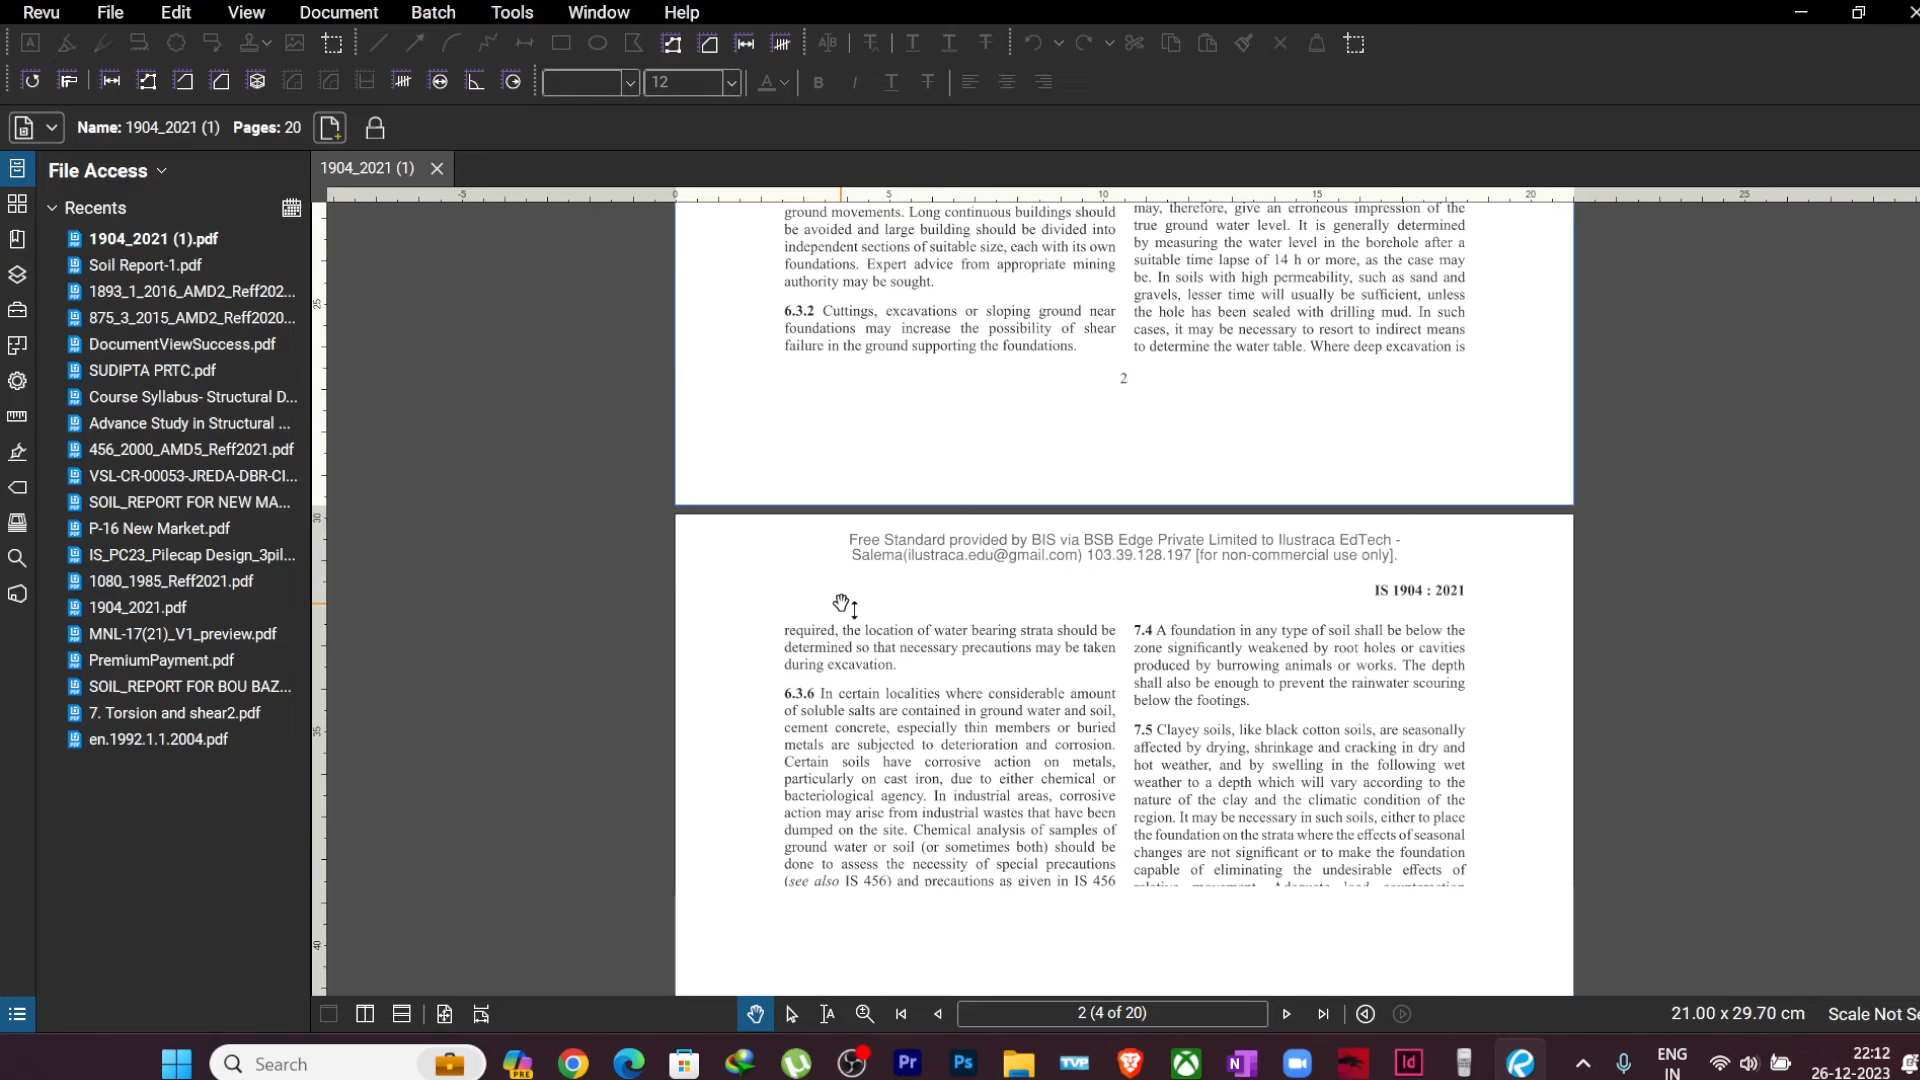 Revu File Edit View Document Batch Tools Window Help
12
Name: 1904_2021 (1) Pages: 20
File Access
1904_2021 (1)
Recents
1904_2021 (1).pdf
Soil Report-1.pdf
1893_1_2016_AMD2_Reff202...
875_3_2015_AMD2_Reff2020...
DocumentViewSuccess.pdf
SUDIPTA PRTC.pdf
Course Syllabus- Structural D...
Advance Study in Structural ...
456_2000_AMD5_Reff2021.pdf
VSL-CR-00053-JREDA-DBR-CI...
SOIL_REPORT FOR NEW MA...
P-16 New Market.pdf
IS_PC23_Pilecap Design_3pil...
1080_1985_Reff2021.pdf
1904_2021.pdf
MNL-17(21)_V1_preview.pdf
PremiumPayment.pdf
SOIL_REPORT FOR BOU BAZ...
7. Torsion and shear2.pdf
en.1992.1.1.2004.pdf
-5 0 5 10 15 20 25
25
30
35
40
ground movements. Long continuous buildings should
be avoided and large building should be divided into
independent sections of suitable size, each with its own
foundations. Expert advice from appropriate mining
authority may be sought.
6.3.2 Cuttings, excavations or sloping ground near
foundations may increase the possibility of shear
failure in the ground supporting the foundations.
may, therefore, give an erroneous impression of the
true ground water level. It is generally determined
by measuring the water level in the borehole after a
suitable time lapse of 14 h or more, as the case may
be. In soils with high permeability, such as sand and
gravels, lesser time will usually be sufficient, unless
the hole has been sealed with drilling mud. In such
cases, it may be necessary to resort to indirect means
to determine the water table. Where deep excavation is
2
Free Standard provided by BIS via BSB Edge Private Limited to Ilustraca EdTech -
Salema(ilustraca.edu@gmail.com) 103.39.128.197 [for non-commercial use only].
IS 1904 : 2021
required, the location of water bearing strata should be
determined so that necessary precautions may be taken
during excavation.
6.3.6 In certain localities where considerable amount
of soluble salts are contained in ground water and soil,
cement concrete, especially thin members or buried
metals are subjected to deterioration and corrosion.
Certain soils have corrosive action on metals,
particularly on cast iron, due to either chemical or
bacteriological agency. In industrial areas, corrosive
action may arise from industrial wastes that have been
dumped on the site. Chemical analysis of samples of
ground water or soil (or sometimes both) should be
done to assess the necessity of special precautions
(see also IS 456) and precautions as given in IS 456
7.4 A foundation in any type of soil shall be below the
zone significantly weakened by root holes or cavities
produced by burrowing animals or works. The depth
shall also be enough to prevent the rainwater scouring
below the footings.
7.5 Clayey soils, like black cotton soils, are seasonally
affected by drying, shrinkage and cracking in dry and
hot weather, and by swelling in the following wet
weather to a depth which will vary according to the
nature of the clay and the climatic condition of the
region. It may be necessary in such soils, either to place
the foundation on the strata where the effects of seasonal
changes are not significant or to make the foundation
capable of eliminating the undesirable effects of
2 (4 of 20)
21.00 x 29.70 cm Scale Not Se
Search
PRE
Pr
Ps
TVP
Id
ENG
IN
22:12
26-12-2023